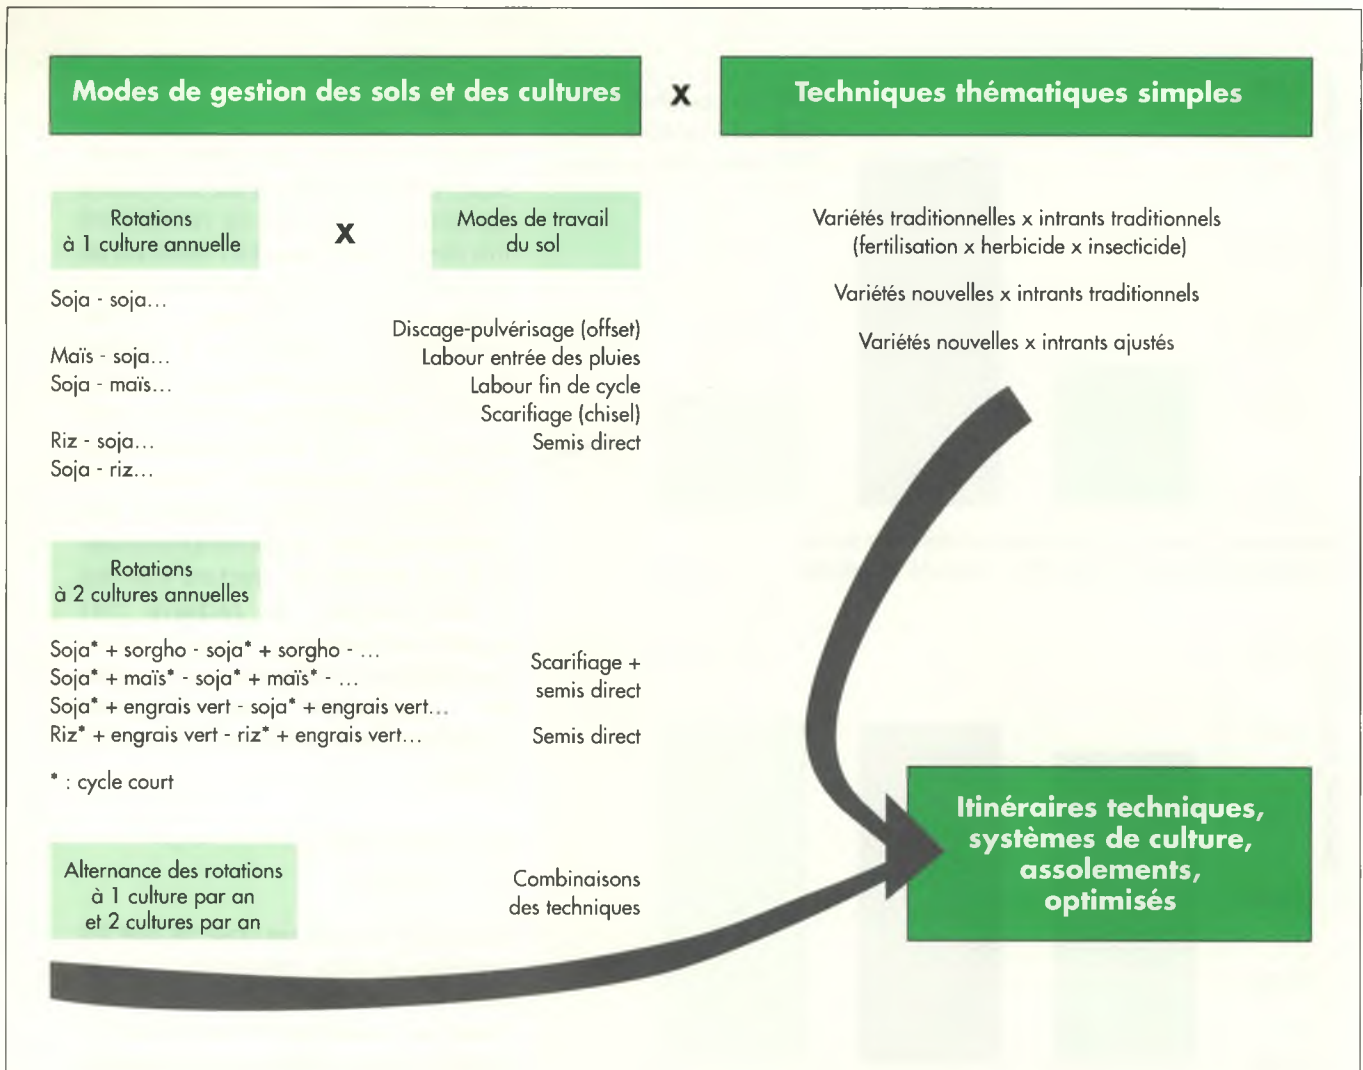 Modes de gestion des sols et des cultures
x
Techniques thématiques simples
Rotations
à 1 culture annuelle
x
Modes de travail
du sol
Soja - soja...
Maïs - soja...
Soja - maïs...
Riz - soja...
Soja - riz...
Discage-pulvérisage (offset)
Labour entrée des pluies
Labour fin de cycle
Scarifiage (chisel)
Semis direct
Variétés traditionnelles x intrants traditionnels
(fertilisation x herbicide x insecticide)
Variétés nouvelles x intrants traditionnels
Variétés nouvelles x intrants ajustés
Rotations
à 2 cultures annuelles
Soja* + sorgho - soja* + sorgho - ...
Soja* + maïs* - soja* + maïs* - ...
Soja* + engrais vert - soja* + engrais vert...
Riz* + engrais vert - riz* + engrais vert...
Scarifiage +
semis direct
Semis direct
* : cycle court
Alternance des rotations
à 1 culture par an
et 2 cultures par an
Combinaisons
des techniques
Itinéraires techniques,
systèmes de culture,
assolements,
optimisés